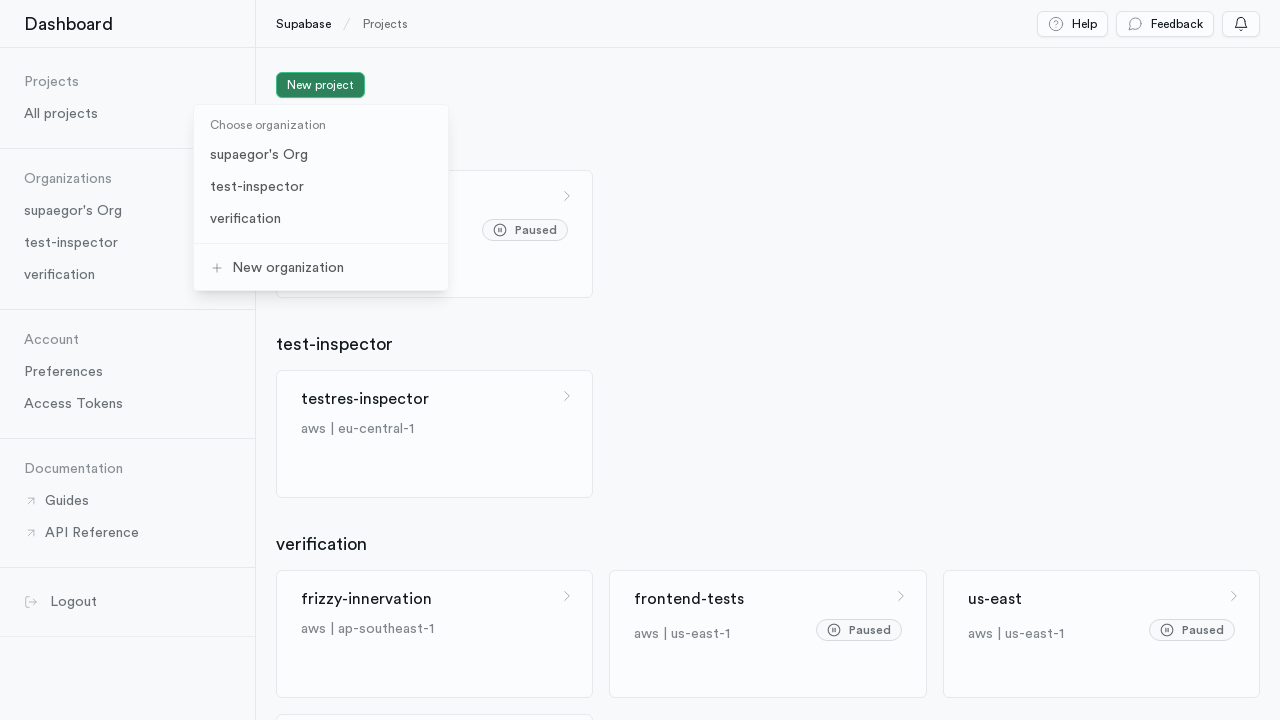 Dashboard
Supabase / Projects
Help
Feedback
Projects
All projects
Organizations
supaegor's Org
test-inspector
verification
Account
Preferences
Access Tokens
Documentation
Guides
API Reference
Logout
New project
Choose organization
supaegor's Org
test-inspector
verification
New organization
Paused
test-inspector
testres-inspector
aws | eu-central-1
verification
frizzy-innervation
aws | ap-southeast-1
frontend-tests
aws | us-east-1
Paused
us-east
aws | us-east-1
Paused